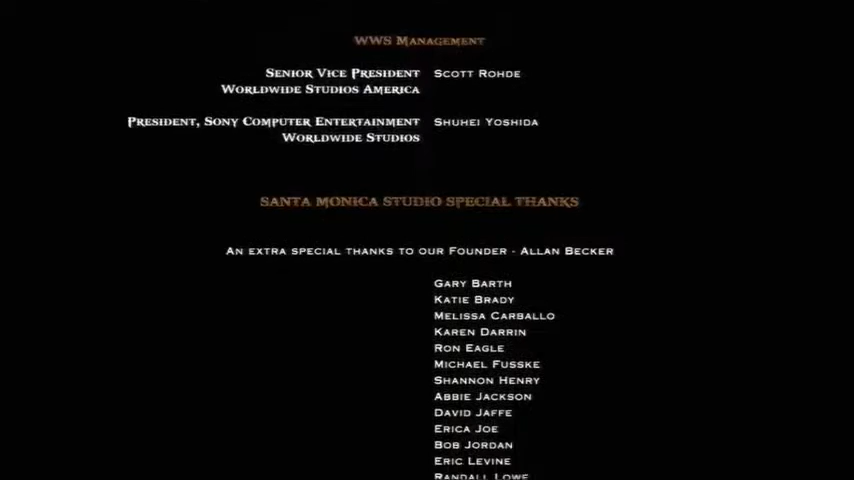 WWS Management
Senior Vice President Scott Rohde
Worldwide Studios America
President, Sony Computer Entertainment Shuhei Yoshida
Worldwide Studios
SANTA MONICA STUDIO SPECIAL THANKS
An extra special thanks to our Founder - Allan Becker
Gary Barth
Katie Brady
Melissa Carballo
Karen Darrin
Ron Eagle
Michael Fusske
Shannon Henry
Abbie Jackson
David Jaffe
Erica Joe
Bob Jordan
Eric Levine
Randall Lowe